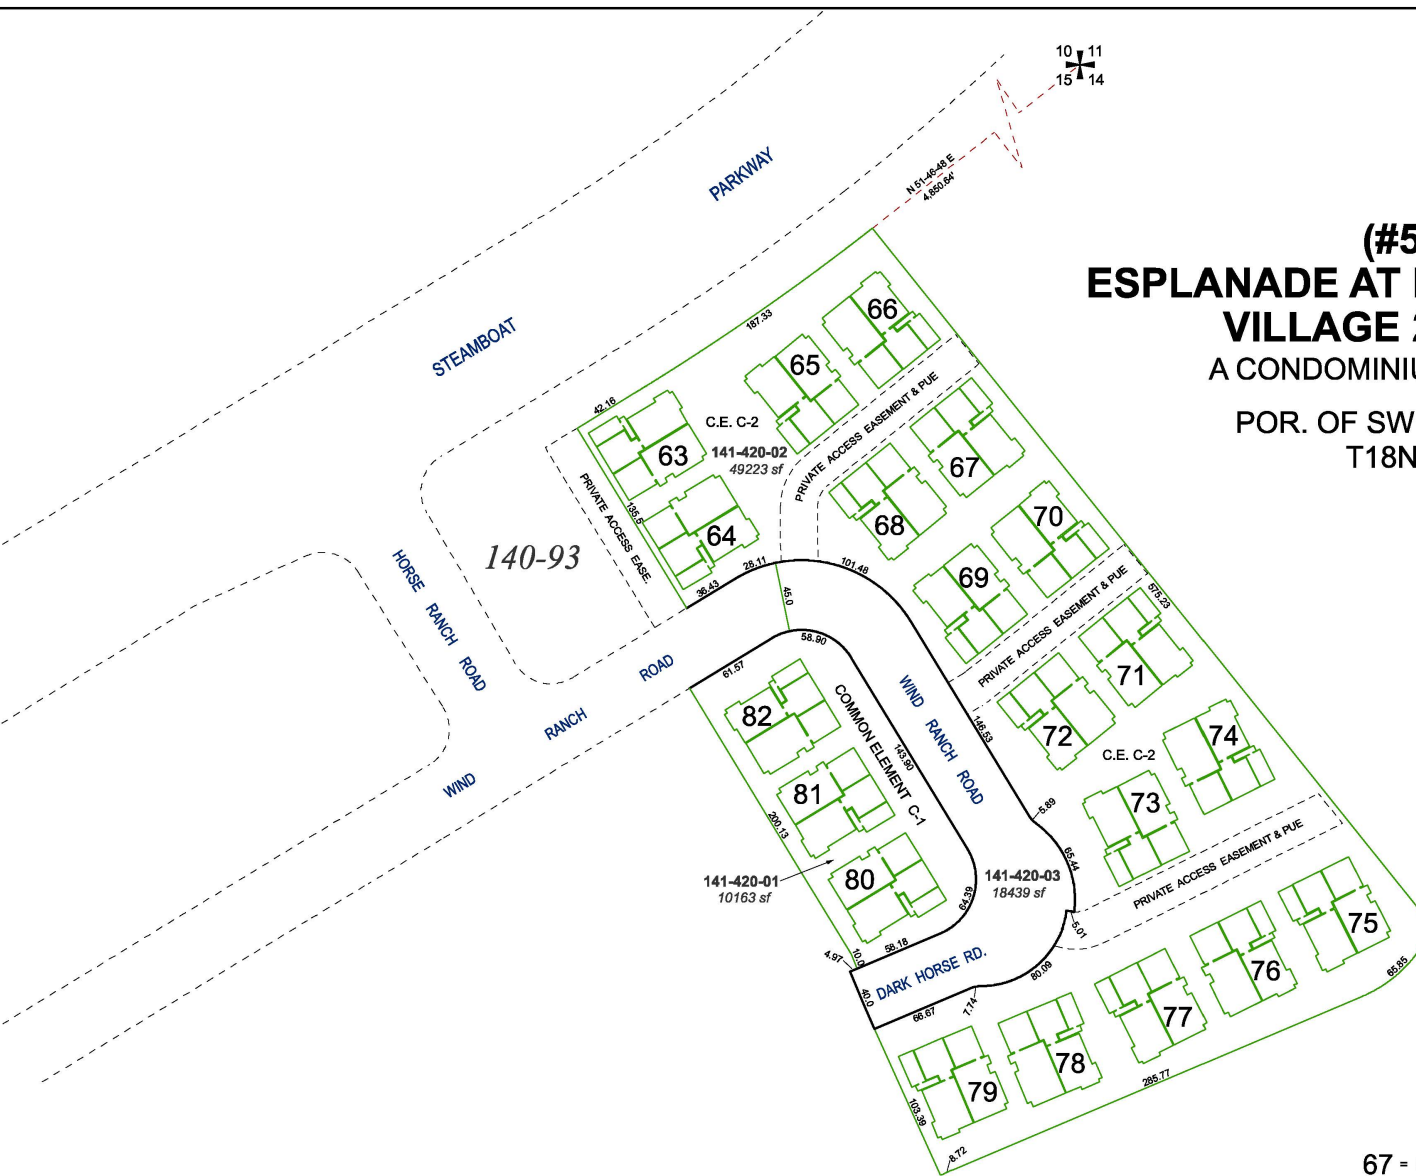 10 11
15 14
PARKWAY
N 51-46-48 E
4,850.64'
(#5
ESPLANADE AT
VILLAGE 2
A CONDOMINIU
POR. OF SW
T18N
STEAMBOAT
187.33
66
65
42.16
C.E. C-2
141-420-02
49223 sf
63
64
135.5
PRIVATE ACCESS EASE.
PRIVATE ACCESS EASEMENT & PUE
67
68
70
69
140-93
HORSE RANCH ROAD
36.43
28.11
45.0
101.48
58.90
61.57
WIND RANCH ROAD
PRIVATE ACCESS EASEMENT & PUE
575.23
71
72
C.E. C-2
74
73
82
81
80
COMMON ELEMENT C-1
143.90
WIND RANCH ROAD
146.53
5.89
65.44
200.13
141-420-01
10163 sf
141-420-03
18439 sf
64.39
PRIVATE ACCESS EASEMENT & PUE
5.01
58.18
10.0
4.97
40.0
DARK HORSE RD.
66.67
7.74
80.09
75
76
77
78
79
65.85
285.77
103.39
8.72
67 =